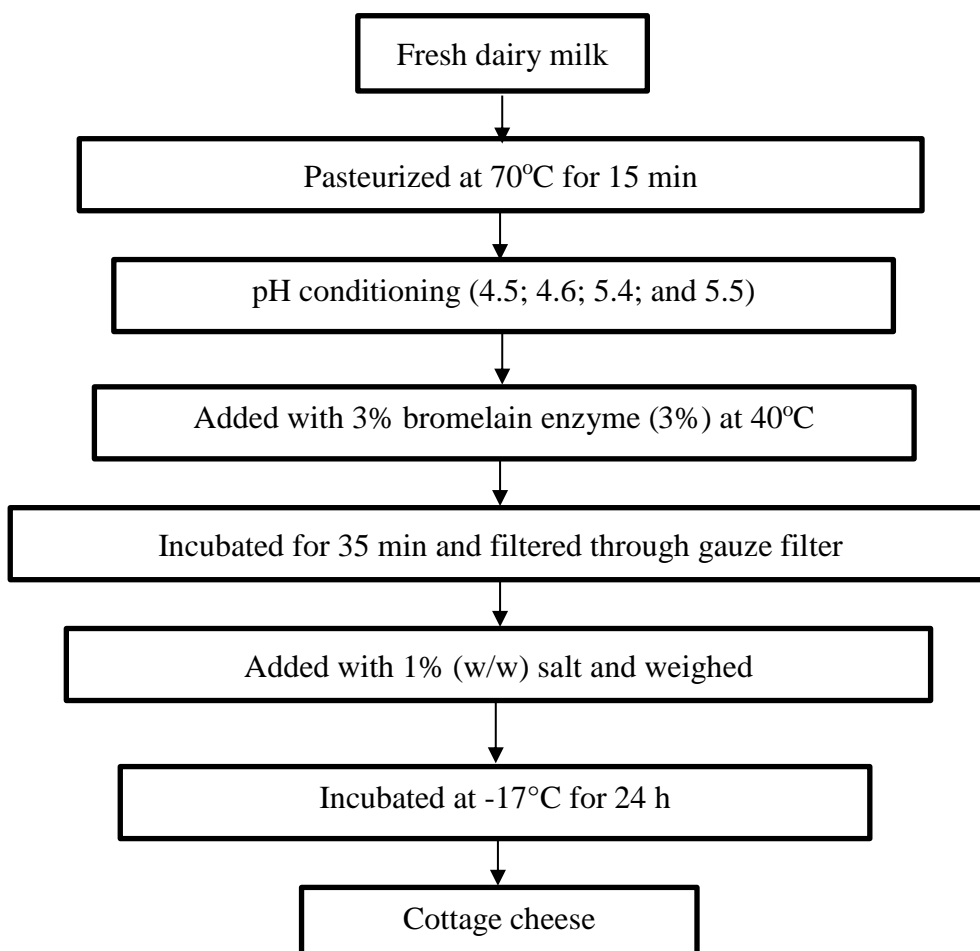 Fresh dairy milk
Pasteurized at 70°C for 15 min
pH conditioning (4.5; 4.6; 5.4; and 5.5)
Added with 3% bromelain enzyme (3%) at 40°C
Incubated for 35 min and filtered through gauze filter
Added with 1% (w/w) salt and weighed
Incubated at -17°C for 24 h
Cottage cheese